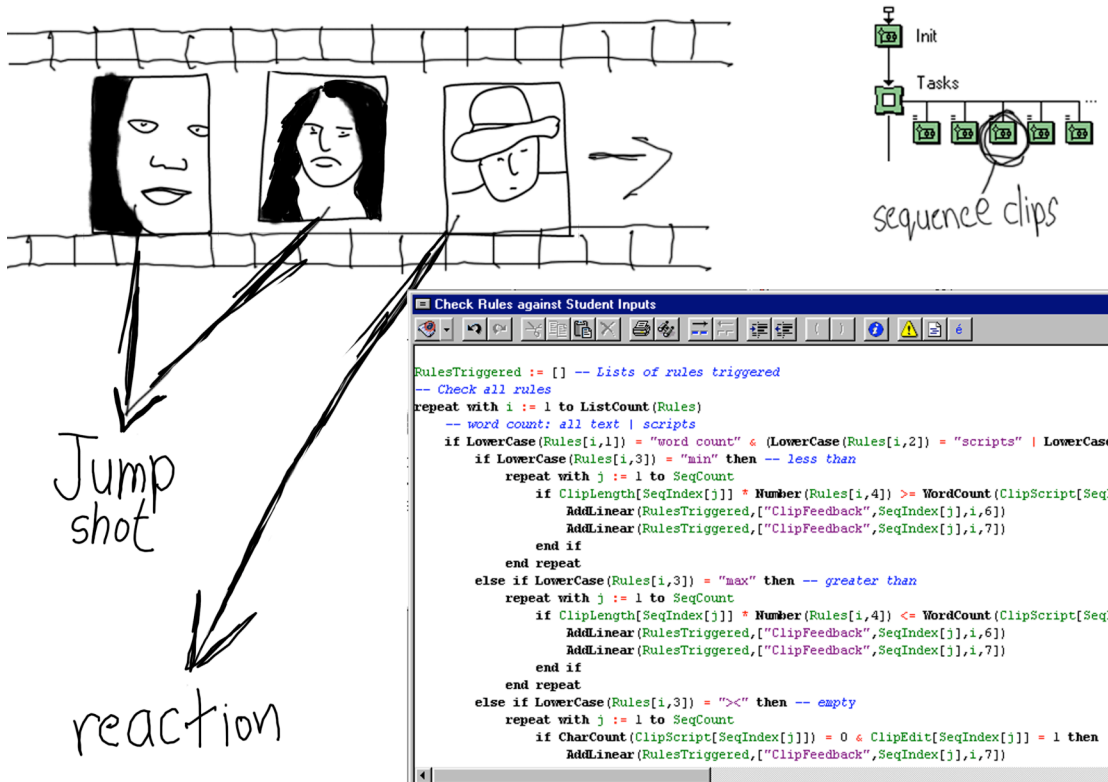 Init
Tasks
...
sequence clips
Jump
shot
reaction
Check Rules against Student Inputs
RulesTriggered := [] -- Lists of rules triggered
-- Check all rules
repeat with i := 1 to ListCount(Rules)
-- word count: all text | scripts
if LowerCase(Rules[i,1]) = "word count" & (LowerCase(Rules[i,2]) = "scripts" | LowerCase
if LowerCase(Rules[i,3]) = "min" then -- less than
repeat with j := 1 to SeqCount
if ClipLength[SeqIndex[j]] * Number(Rules[i,4]) >= WordCount(ClipScript[Seq
AddLinear(RulesTriggered,["ClipFeedback",SeqIndex[j],i,6])
AddLinear(RulesTriggered,["ClipFeedback",SeqIndex[j],i,7])
end if
end repeat
else if LowerCase(Rules[i,3]) = "max" then -- greater than
repeat with j := 1 to SeqCount
if ClipLength[SeqIndex[j]] * Number(Rules[i,4]) <= WordCount(ClipScript[Seq
AddLinear(RulesTriggered,["ClipFeedback",SeqIndex[j],i,6])
AddLinear(RulesTriggered,["ClipFeedback",SeqIndex[j],i,7])
end if
end repeat
else if LowerCase(Rules[i,3]) = "><" then -- empty
repeat with j := 1 to SeqCount
if CharCount(ClipScript[SeqIndex[j]]) = 0 & ClipEdit[SeqIndex[j]] = 1 then
AddLinear(RulesTriggered,["ClipFeedback",SeqIndex[j],i,7])